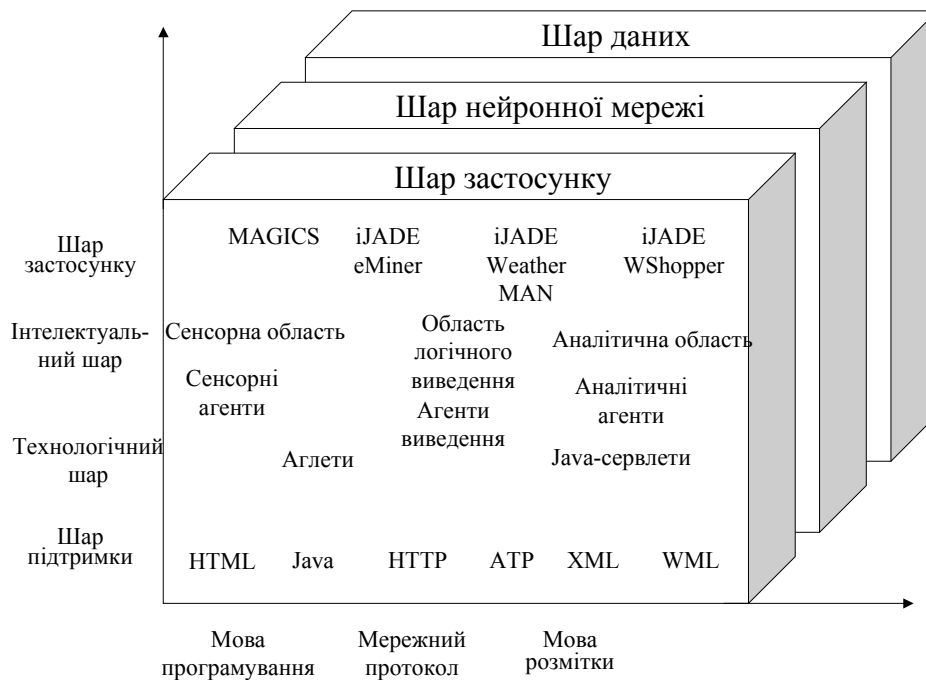 Шар даних
Шар нейронної мережі
Шар застосунку
Шар
застосунку
MAGICS
iJADE
eMiner
iJADE
Weather
MAN
iJADE
WShopper
Інтелектуаль-
ний шар
Сенсорна область
Область
логічного
виведення
Аналітична область
Сенсорні
агенти
Агенти
виведення
Аналітичні
агенти
Технологічний
шар
Аглети
Java-сервлети
Шар
підтримки
HTML
Java
HTTP
ATP
XML
WML
Мова
програмування
Мережний
протокол
Мова
розмітки